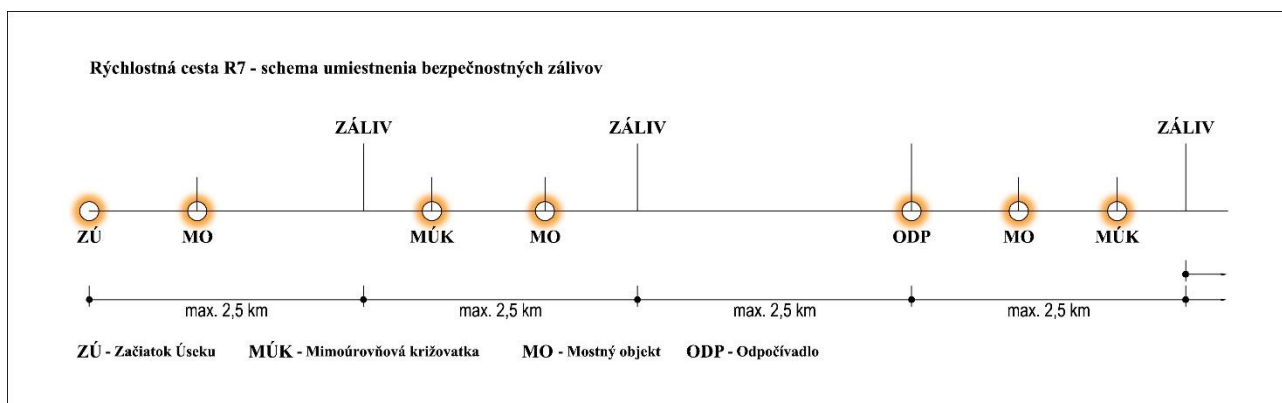 Rýchlostná cesta R7 - schema umiestnenia bezpečnostných zálivov
ZÁLIV ZÁLIV ZÁLIV
ZÚ MO MÚK MO ODP MO MÚK
max. 2,5 km max. 2,5 km max. 2,5 km max. 2,5 km
ZÚ - Začiatok Úseku MÚK - Mimoúrovňová križovatka MO - Mostný objekt ODP - Odpočívadlo